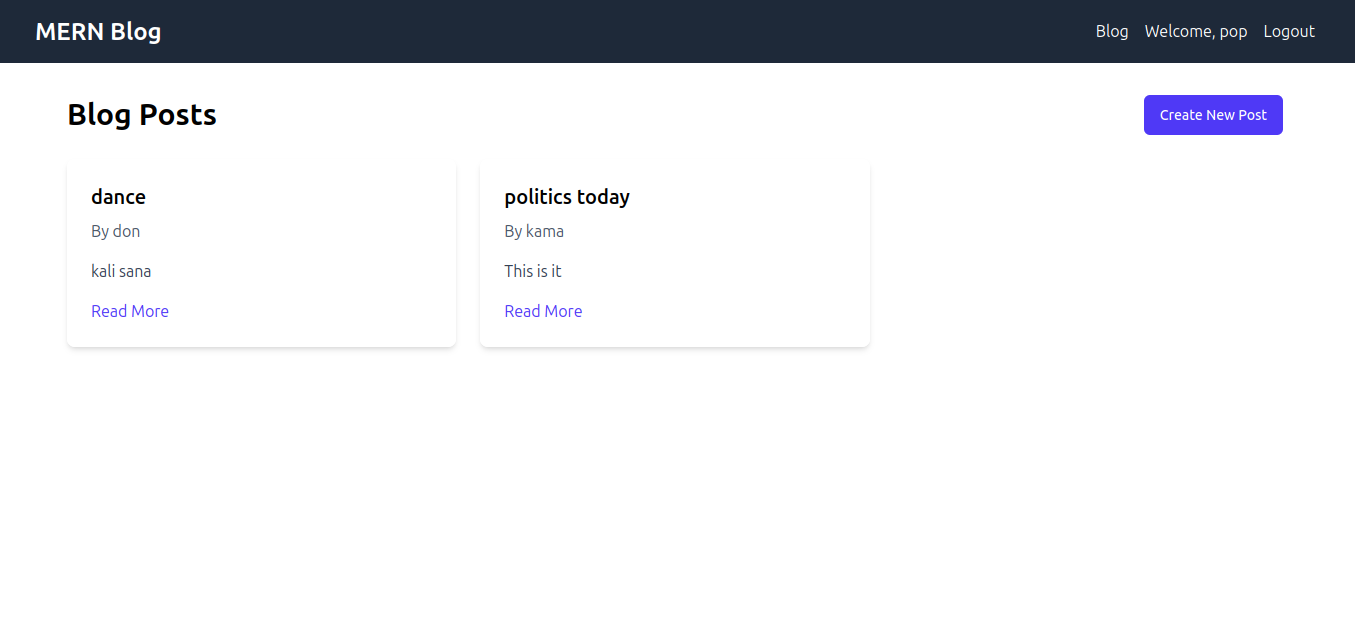 MERN Blog
Blog
Welcome, pop
Logout
Blog Posts
Create New Post
dance
By don
kali sana
Read More
politics today
By kama
This is it
Read More